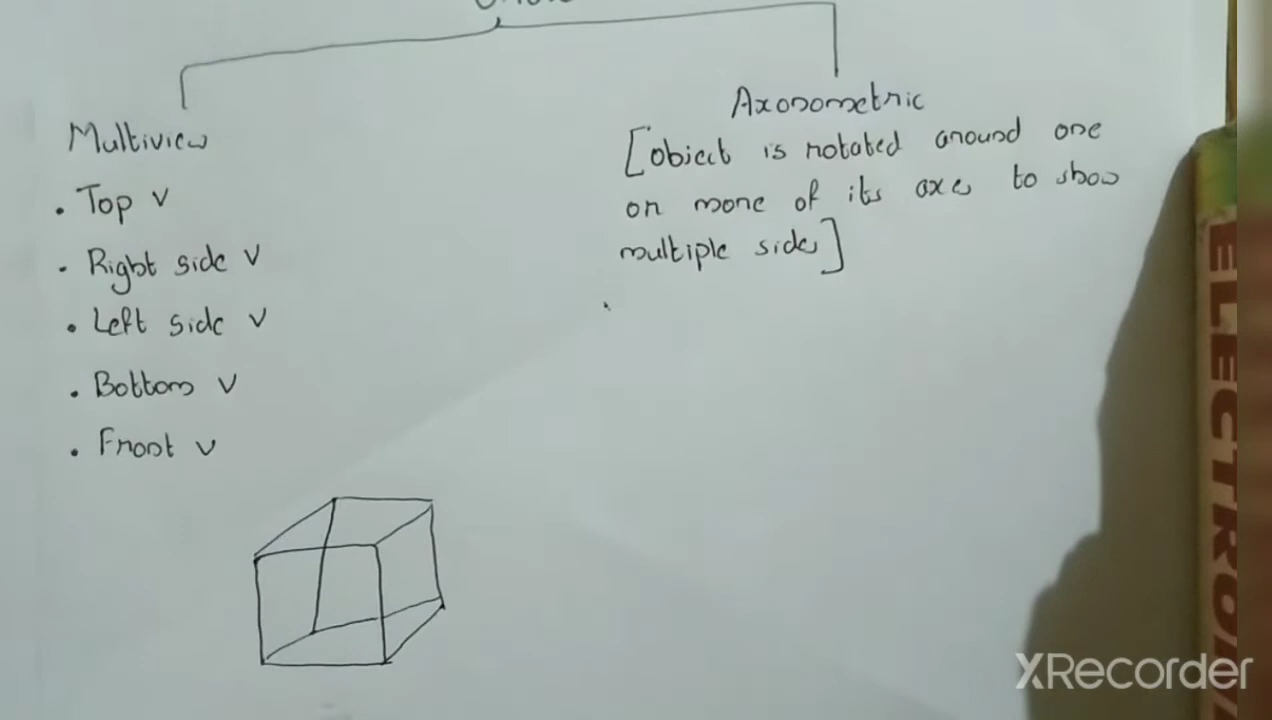 Multiview
• Top v
• Right side v
• Left side v
• Bottom v
• Front v
Axonometric
[object is rotated around one
or more of its axes to show
multiple sides]
ELECTRON
XRecorder